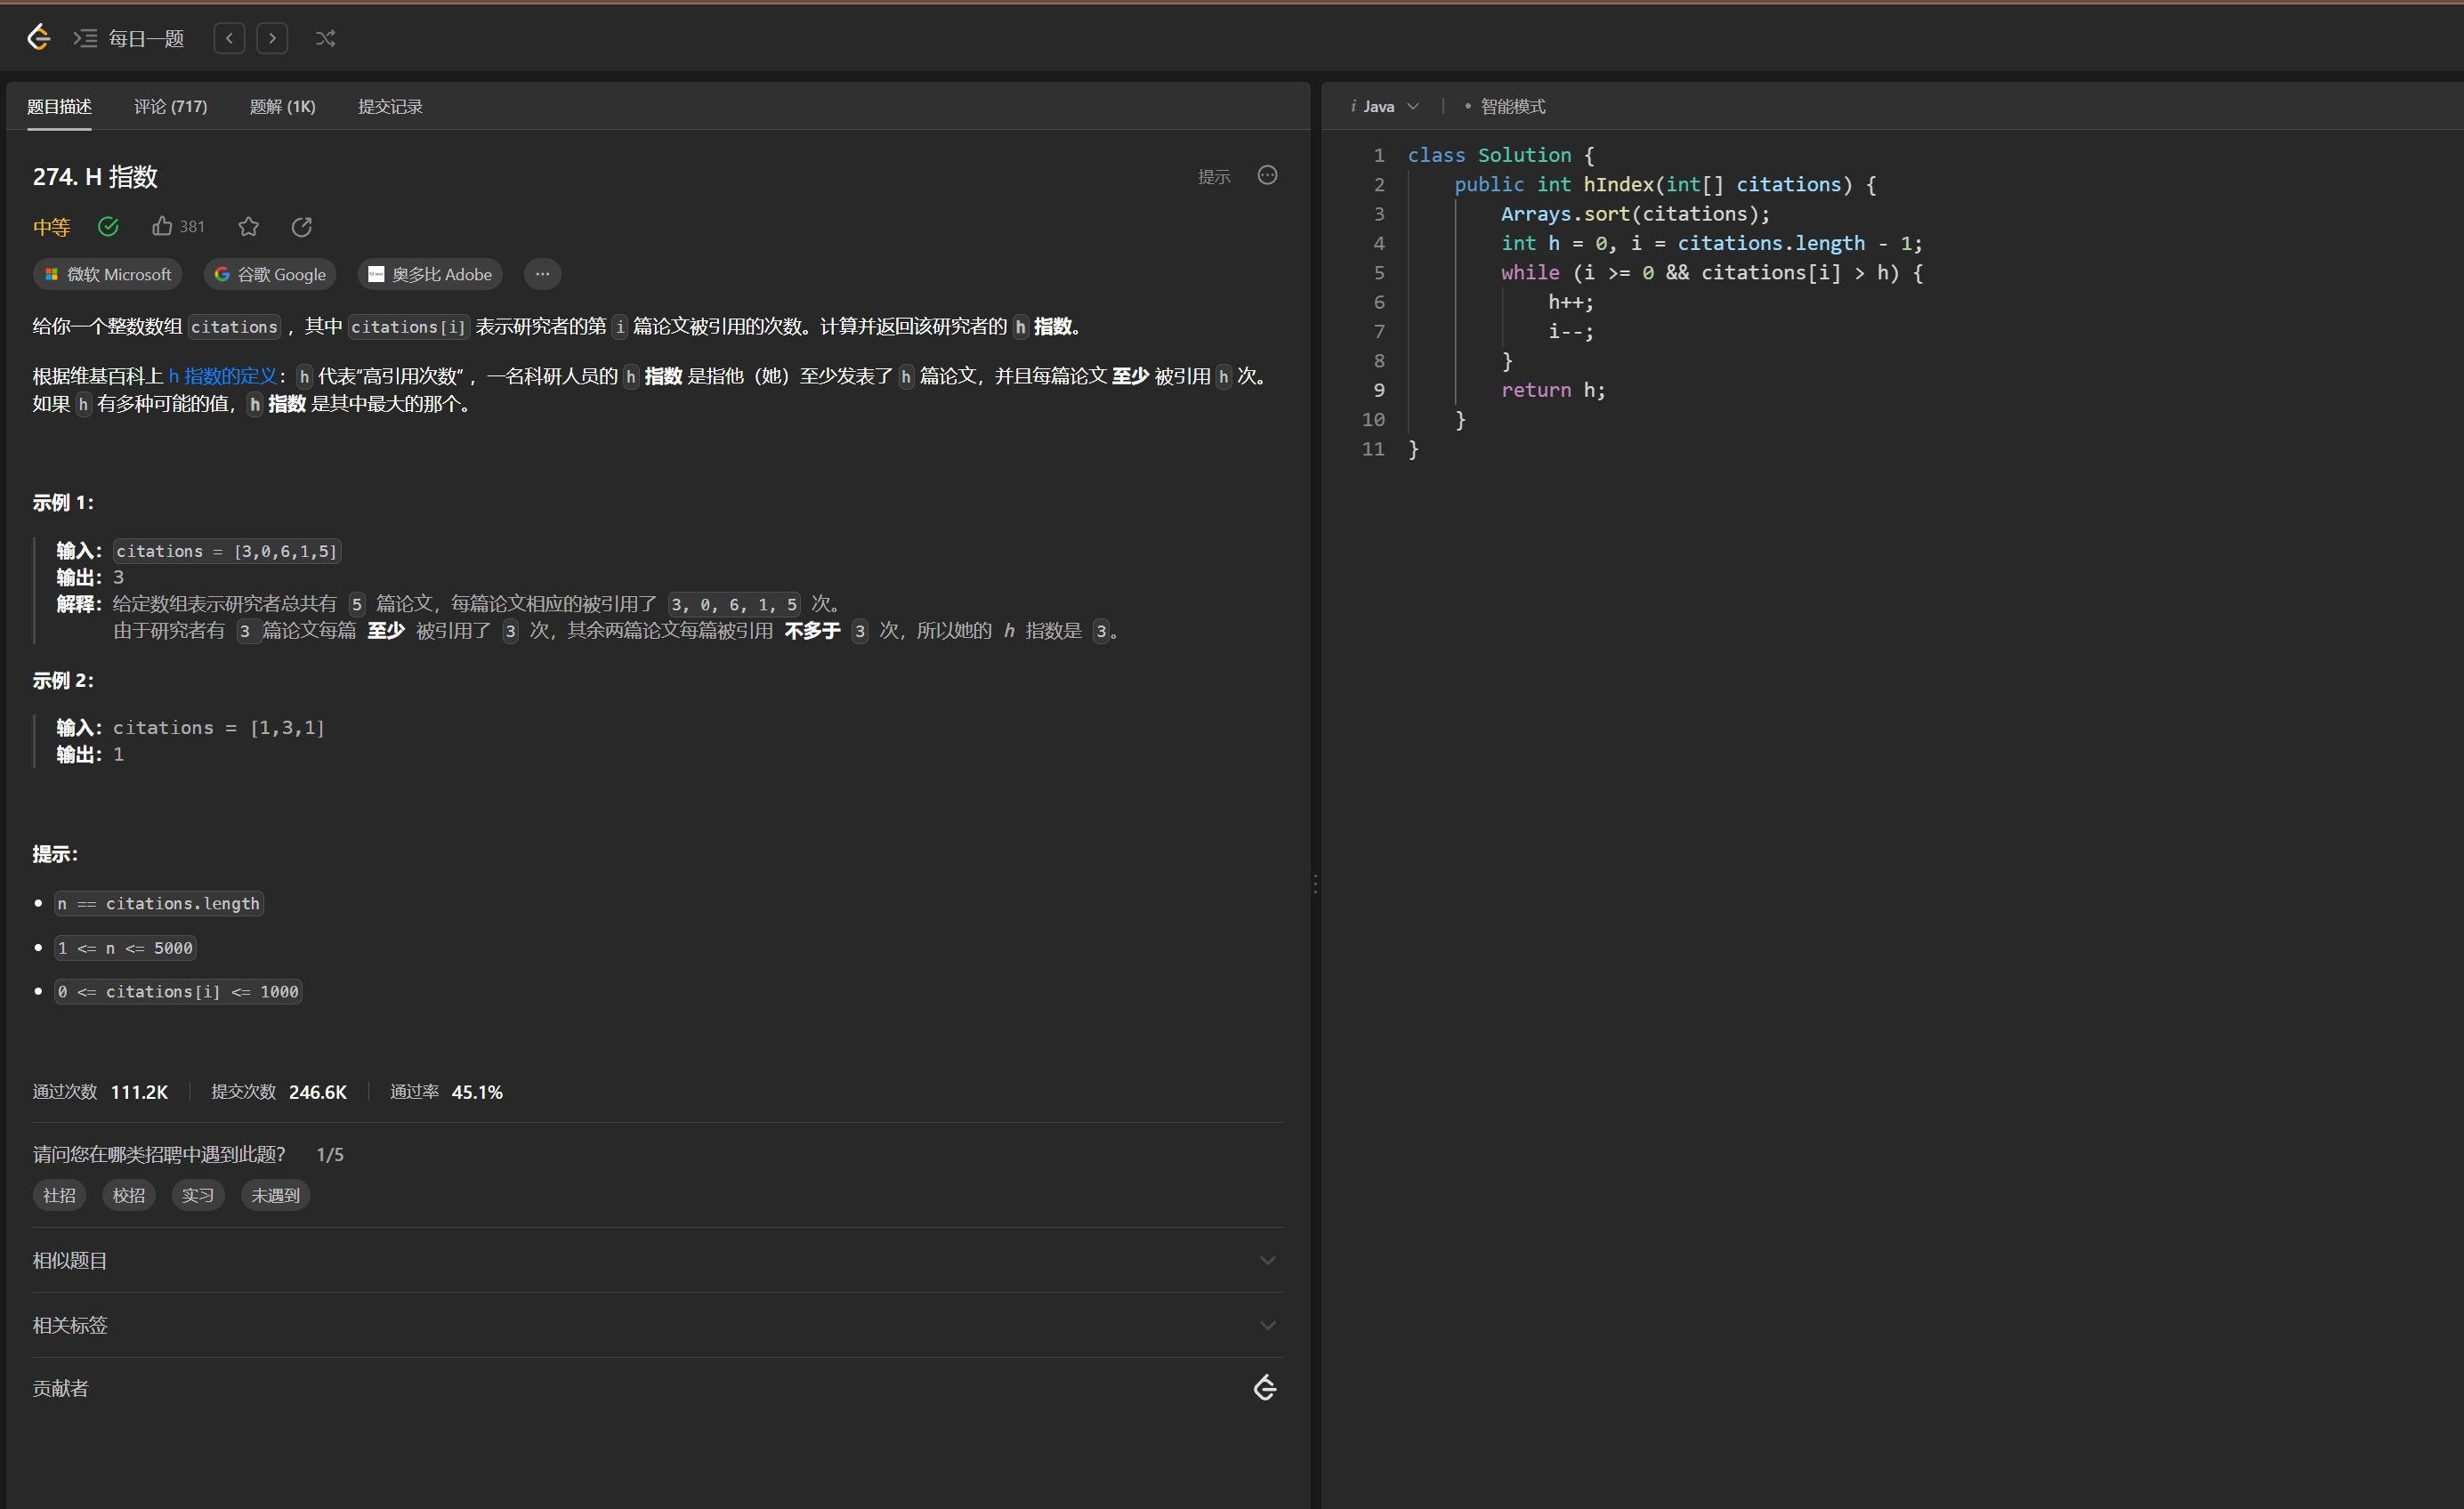 每日一题
题目描述 评论 (717) 题解 (1K) 提交记录
274. H 指数 提示
中等 381
微软 Microsoft 谷歌 Google 奥多比 Adobe ...
给你一个整数数组 citations ，其中 citations[i] 表示研究者的第 i 篇论文被引用的次数。计算并返回该研究者的 h 指数。
根据维基百科上 h 指数的定义：h 代表“高引用次数” ，一名科研人员的 h 指数 是指他（她）至少发表了 h 篇论文，并且每篇论文 至少 被引用 h 次。
如果 h 有多种可能的值，h 指数 是其中最大的那个。
示例 1：
输入：citations = [3,0,6,1,5]
输出：3
解释：给定数组表示研究者总共有 5 篇论文，每篇论文相应的被引用了 3, 0, 6, 1, 5 次。
由于研究者有 3 篇论文每篇 至少 被引用了 3 次，其余两篇论文每篇被引用 不多于 3 次，所以她的 h 指数是 3。
示例 2：
输入：citations = [1,3,1]
输出：1
提示：
n == citations.length
1 <= n <= 5000
0 <= citations[i] <= 1000
通过次数 111.2K 提交次数 246.6K 通过率 45.1%
请问您在哪类招聘中遇到此题？ 1/5
社招 校招 实习 未遇到
相似题目
相关标签
贡献者
i Java • 智能模式
1 class Solution {
2 public int hIndex(int[] citations) {
3 Arrays.sort(citations);
4 int h = 0, i = citations.length - 1;
5 while (i >= 0 && citations[i] > h) {
6 h++;
7 i--;
8 }
9 return h;
10 }
11 }